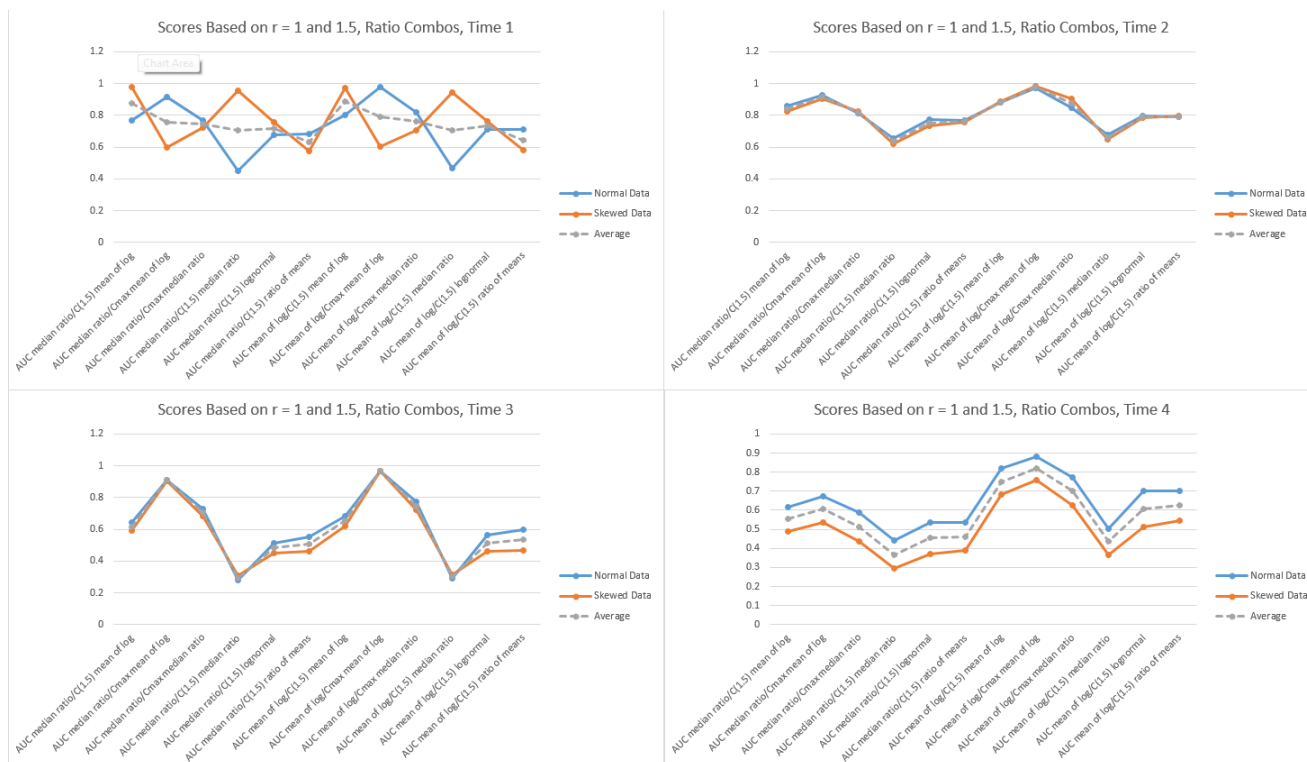 Scores Based on r = 1 and 1.5, Ratio Combos, Time 1
Chart Area
1.2
1
0.8
0.6
0.4
0.2
0
Normal Data
Skewed Data
Average
AUC median ratio/C(1.5) mean of log
AUC median ratio/Cmax mean of log
AUC median ratio/Cmax median ratio
AUC median ratio/C(1.5) median ratio
AUC median ratio/C(1.5) lognormal
AUC median ratio/C(1.5) ratio of means
AUC mean of log/C(1.5) mean of log
AUC mean of log/Cmax mean of log
AUC mean of log/Cmax median ratio
AUC mean of log/C(1.5) median ratio
AUC mean of log/C(1.5) lognormal
AUC mean of log/C(1.5) ratio of means
Scores Based on r = 1 and 1.5, Ratio Combos, Time 2
1.2
1
0.8
0.6
0.4
0.2
0
Normal Data
Skewed Data
Average
AUC median ratio/C(1.5) mean of log
AUC median ratio/Cmax mean of log
AUC median ratio/Cmax median ratio
AUC median ratio/C(1.5) median ratio
AUC median ratio/C(1.5) lognormal
AUC median ratio/C(1.5) ratio of means
AUC mean of log/C(1.5) mean of log
AUC mean of log/Cmax mean of log
AUC mean of log/Cmax median ratio
AUC mean of log/C(1.5) median ratio
AUC mean of log/C(1.5) lognormal
AUC mean of log/C(1.5) ratio of means
Scores Based on r = 1 and 1.5, Ratio Combos, Time 3
1.2
1
0.8
0.6
0.4
0.2
0
Normal Data
Skewed Data
Average
AUC median ratio/C(1.5) mean of log
AUC median ratio/Cmax mean of log
AUC median ratio/Cmax median ratio
AUC median ratio/C(1.5) median ratio
AUC median ratio/C(1.5) lognormal
AUC median ratio/C(1.5) ratio of means
AUC mean of log/C(1.5) mean of log
AUC mean of log/Cmax mean of log
AUC mean of log/Cmax median ratio
AUC mean of log/C(1.5) median ratio
AUC mean of log/C(1.5) lognormal
AUC mean of log/C(1.5) ratio of means
Scores Based on r = 1 and 1.5, Ratio Combos, Time 4
1
0.9
0.8
0.7
0.6
0.5
0.4
0.3
0.2
0.1
0
Normal Data
Skewed Data
Average
AUC median ratio/C(1.5) mean of log
AUC median ratio/Cmax mean of log
AUC median ratio/Cmax median ratio
AUC median ratio/C(1.5) median ratio
AUC median ratio/C(1.5) lognormal
AUC median ratio/C(1.5) ratio of means
AUC mean of log/C(1.5) mean of log
AUC mean of log/Cmax mean of log
AUC mean of log/Cmax median ratio
AUC mean of log/C(1.5) median ratio
AUC mean of log/C(1.5) lognormal
AUC mean of log/C(1.5) ratio of means